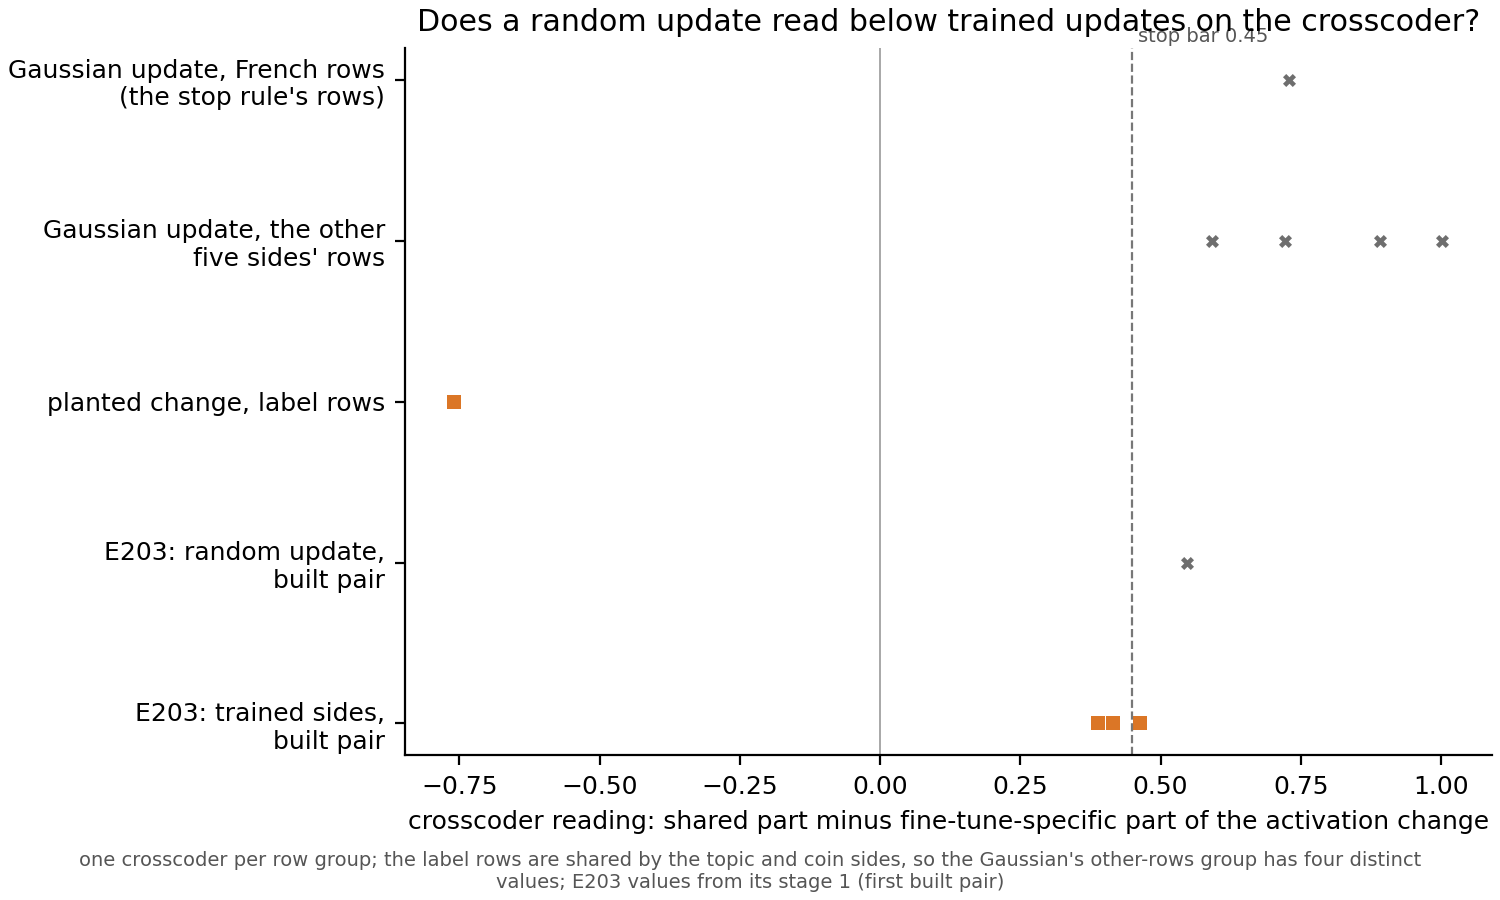 Does a random update read below trained updates on the crosscoder?
stop bar 0.45
Gaussian update, French rows
(the stop rule's rows)
Gaussian update, the other
five sides' rows
planted change, label rows
E203: random update,
built pair
E203: trained sides,
built pair
−0.75 −0.50 −0.25 0.00 0.25 0.50 0.75 1.00
crosscoder reading: shared part minus fine-tune-specific part of the activation change
one crosscoder per row group; the label rows are shared by the topic and coin sides, so the Gaussian's other-rows group has four distinct
values; E203 values from its stage 1 (first built pair)